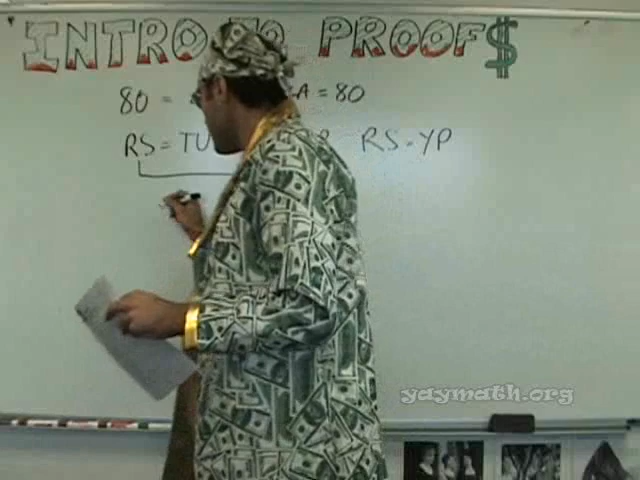 INTRO TO PROOF$
80 = A = 80
RS = TU RS = YP
yaymath.org